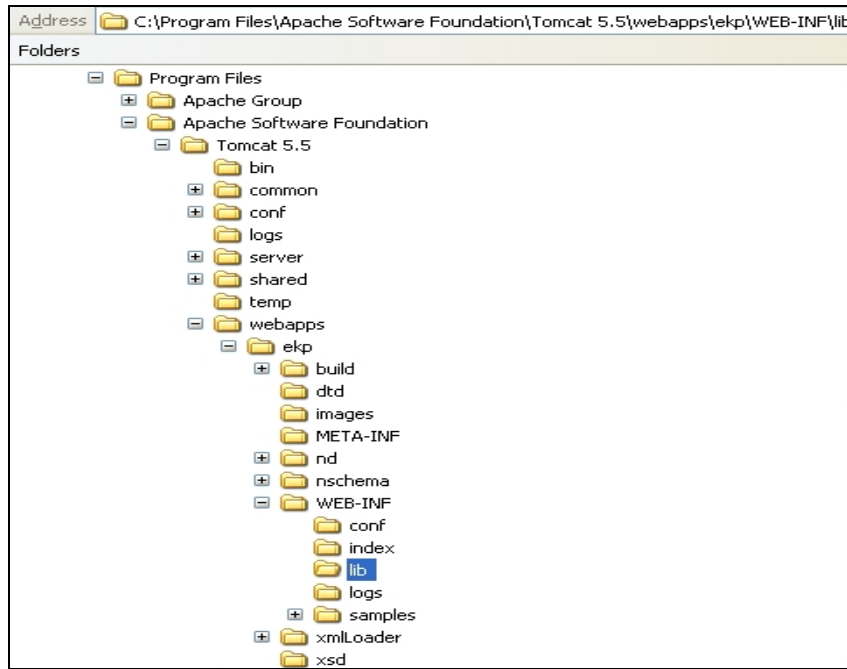 Address C:\Program Files\Apache Software Foundation\Tomcat 5.5\webapps\ekp\WEB-INF\lib
Folders
Program Files
Apache Group
Apache Software Foundation
Tomcat 5.5
bin
common
conf
logs
server
shared
temp
webapps
ekp
build
dtd
images
META-INF
nd
nschema
WEB-INF
conf
index
lib
logs
samples
xmlLoader
xsd